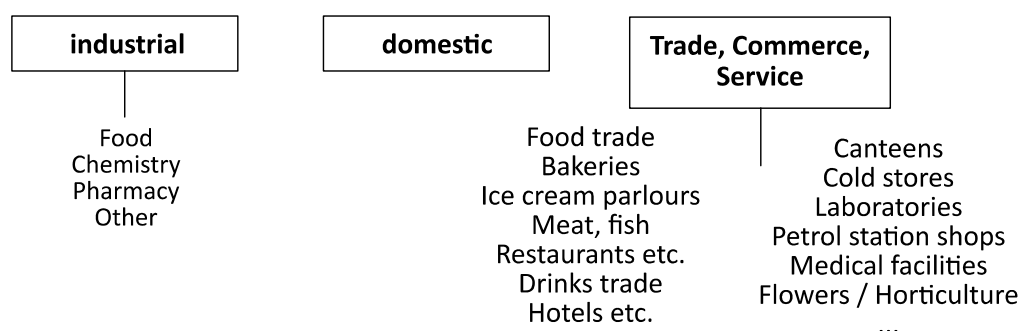 industrial
domestic
Trade, Commerce,
Service
Food
Chemistry
Pharmacy
Other
Food trade
Bakeries
Ice cream parlours
Meat, fish
Restaurants etc.
Drinks trade
Hotels etc.
Canteens
Cold stores
Laboratories
Petrol station shops
Medical facilities
Flowers / Horticulture
...